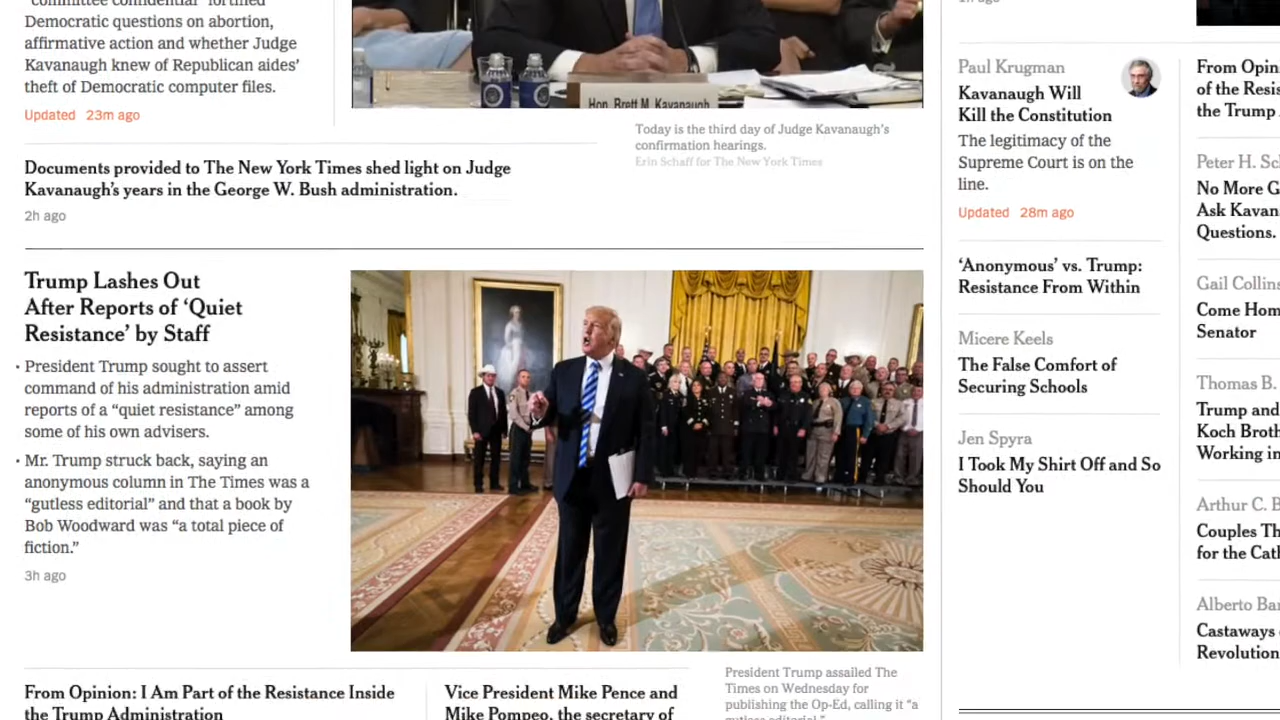 "committee confidential" fortified
Democratic questions on abortion,
affirmative action and whether Judge
Kavanaugh knew of Republican aides'
theft of Democratic computer files.
Updated 23m ago
Hon. Brett M. Kavanaugh
Today is the third day of Judge Kavanaugh's
confirmation hearings.
Erin Schaff for The New York Times
Documents provided to The New York Times shed light on Judge
Kavanaugh's years in the George W. Bush administration.
2h ago
Trump Lashes Out
After Reports of ‘Quiet
Resistance’ by Staff
· President Trump sought to assert
command of his administration amid
reports of a “quiet resistance” among
some of his own advisers.
· Mr. Trump struck back, saying an
anonymous column in The Times was a
“gutless editorial” and that a book by
Bob Woodward was “a total piece of
fiction.”
3h ago
From Opinion: I Am Part of the Resistance Inside
the Trump Administration
Vice President Mike Pence and
Mike Pompeo, the secretary of
President Trump assailed The
Times on Wednesday for
publishing the Op-Ed, calling it “a
gutless editorial.”
1h ago
Paul Krugman
Kavanaugh Will
Kill the Constitution
The legitimacy of the
Supreme Court is on the
line.
Updated 28m ago
‘Anonymous’ vs. Trump:
Resistance From Within
Micere Keels
The False Comfort of
Securing Schools
Jen Spyra
I Took My Shirt Off and So
Should You
From Opin
of the Resis
the Trump
Peter H. Sc
No More G
Ask Kavan
Questions.
Gail Collins
Come Hom
Senator
Thomas B.
Trump and
Koch Broth
Working in
Arthur C. B
Couples Th
for the Cath
Alberto Bar
Castaways
Revolution